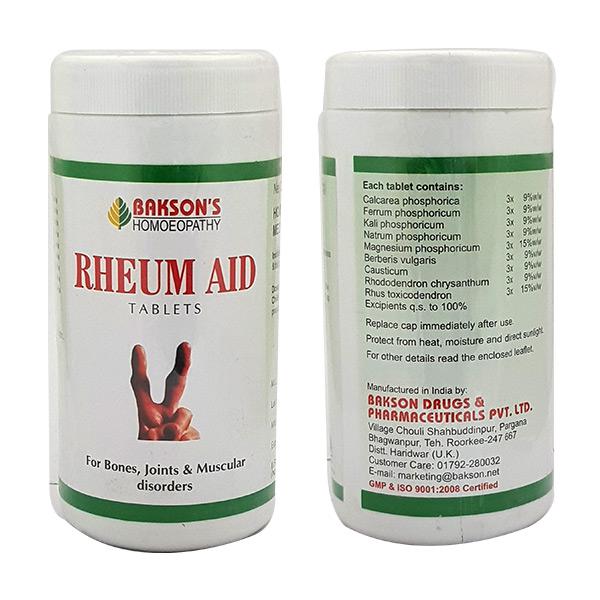 BAKSON'S
HOMOEOPATHY
RHEUM AID
TABLETS
For Bones, Joints & Muscular
disorders
Each tablet contains:
Calcarea phosphorica 3x 9%w/w
Ferrum phosphoricum 3x 9%w/w
Kali phosphoricum 3x 9%w/w
Natrum phosphoricum 3x 9%w/w
Magnesium phosphoricum 3x 15%w/w
Berberis vulgaris 3x 9%w/w
Causticum 3x 9%w/w
Rhododendron chrysanthum 3x 9%w/w
Rhus toxicodendron 3x 15%w/w
Excipients q.s. to 100%
Replace cap immediately after use.
Protect from heat, moisture and direct sunlight.
For other details read the enclosed leaflet.
Manufactured in India by:
BAKSON DRUGS &
PHARMACEUTICALS PVT. LTD.
Village Chouli Shahbuddinpur, Pargana
Bhagwanpur, Teh. Roorkee-247 667
Distt. Haridwar (U.K.)
Customer Care: 01792-280032
E-mail: marketing@bakson.net
GMP & ISO 9001:2008 Certified